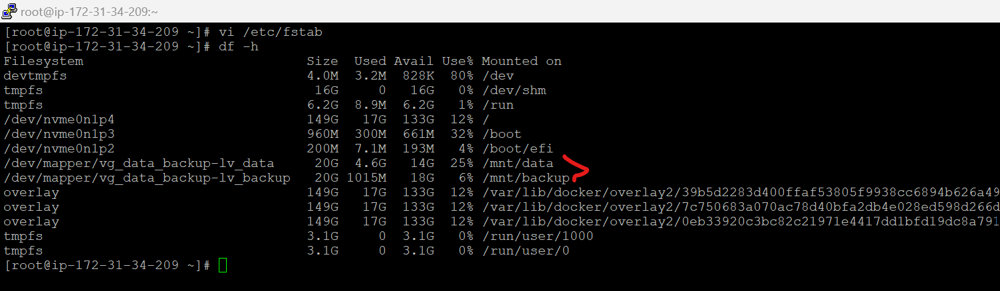 root@ip-172-31-34-209:~
[root@ip-172-31-34-209 ~]# vi /etc/fstab
[root@ip-172-31-34-209 ~]# df -h
Filesystem Size Used Avail Use% Mounted on
devtmpfs 4.0M 3.2M 828K 80% /dev
tmpfs 16G 0 16G 0% /dev/shm
tmpfs 6.2G 8.9M 6.2G 1% /run
/dev/nvme0n1p4 149G 17G 133G 12% /
/dev/nvme0n1p3 960M 300M 661M 32% /boot
/dev/nvme0n1p2 200M 7.1M 193M 4% /boot/efi
/dev/mapper/vg_data_backup-lv_data 20G 4.6G 14G 25% /mnt/data
/dev/mapper/vg_data_backup-lv_backup 20G 1015M 18G 6% /mnt/backup
overlay 149G 17G 133G 12% /var/lib/docker/overlay2/39b5d2283d400ffaf53805f9938cc6894b626a49
overlay 149G 17G 133G 12% /var/lib/docker/overlay2/7c750683a070ac78d40bfa2db4e028ed598d266d
overlay 149G 17G 133G 12% /var/lib/docker/overlay2/0eb33920c3bc82c21971e4417dd1bfd19dc8a791
tmpfs 3.1G 0 3.1G 0% /run/user/1000
tmpfs 3.1G 0 3.1G 0% /run/user/0
[root@ip-172-31-34-209 ~]#